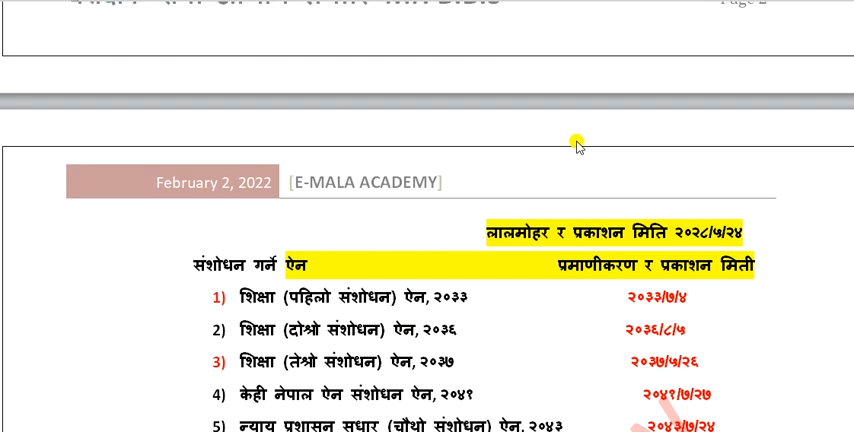 Page 2
February 2, 2022 [E-MALA ACADEMY]
लालमोहर र प्रकाशन मिति २०२८/५/२४
संशोधन गर्ने ऐन प्रमाणीकरण र प्रकाशन मिती
1) शिक्षा (पहिलो संशोधन) ऐन, २०३३ २०३३/७/४
2) शिक्षा (दोश्रो संशोधन) ऐन, २०३६ २०३६/८/५
3) शिक्षा (तेश्रो संशोधन) ऐन, २०३७ २०३७/५/२६
4) केही नेपाल ऐन संशोधन ऐन, २०४१ २०४१/७/२७
5) न्याय प्रशासन सुधार (चौथो संशोधन) ऐन, २०४३ २०४३/७/२४